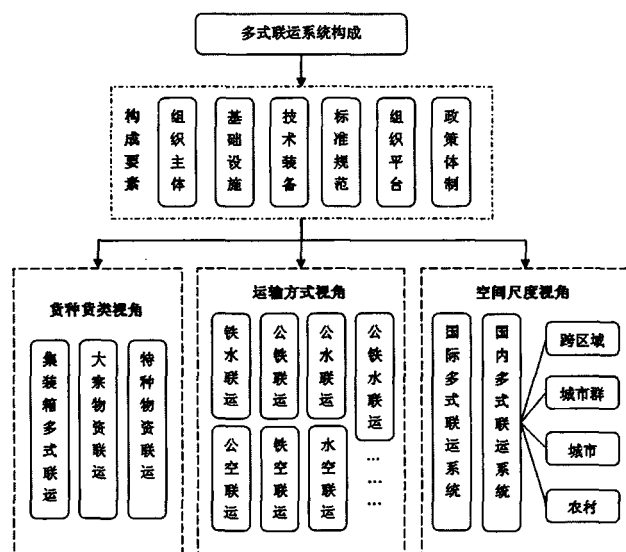 多式联运系统构成
构成要素
组织主体
基础设施
技术装备
标准规范
组织平台
政策体制
货种货类视角
集装箱多式联运
大宗物资联运
特种物资联运
运输方式视角
铁水联运
公铁联运
公水联运
公铁水联运
公空联运
铁空联运
水空联运
……
空间尺度视角
国际多式联运系统
国内多式联运系统
跨区域
城市群
城市
农村